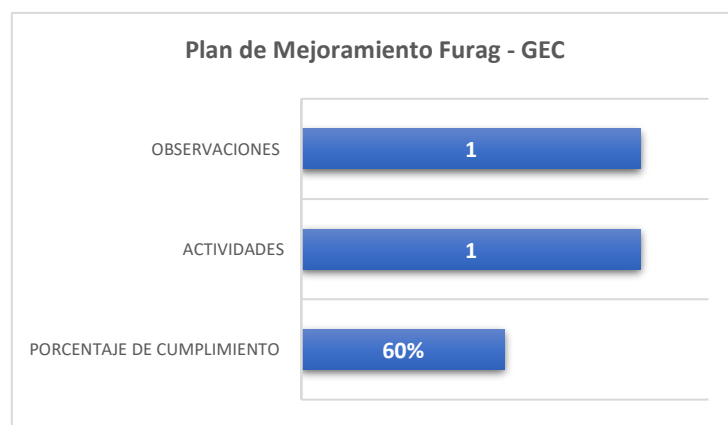 Plan de Mejoramiento Furag - GEC
OBSERVACIONES
1
ACTIVIDADES
1
PORCENTAJE DE CUMPLIMIENTO
60%